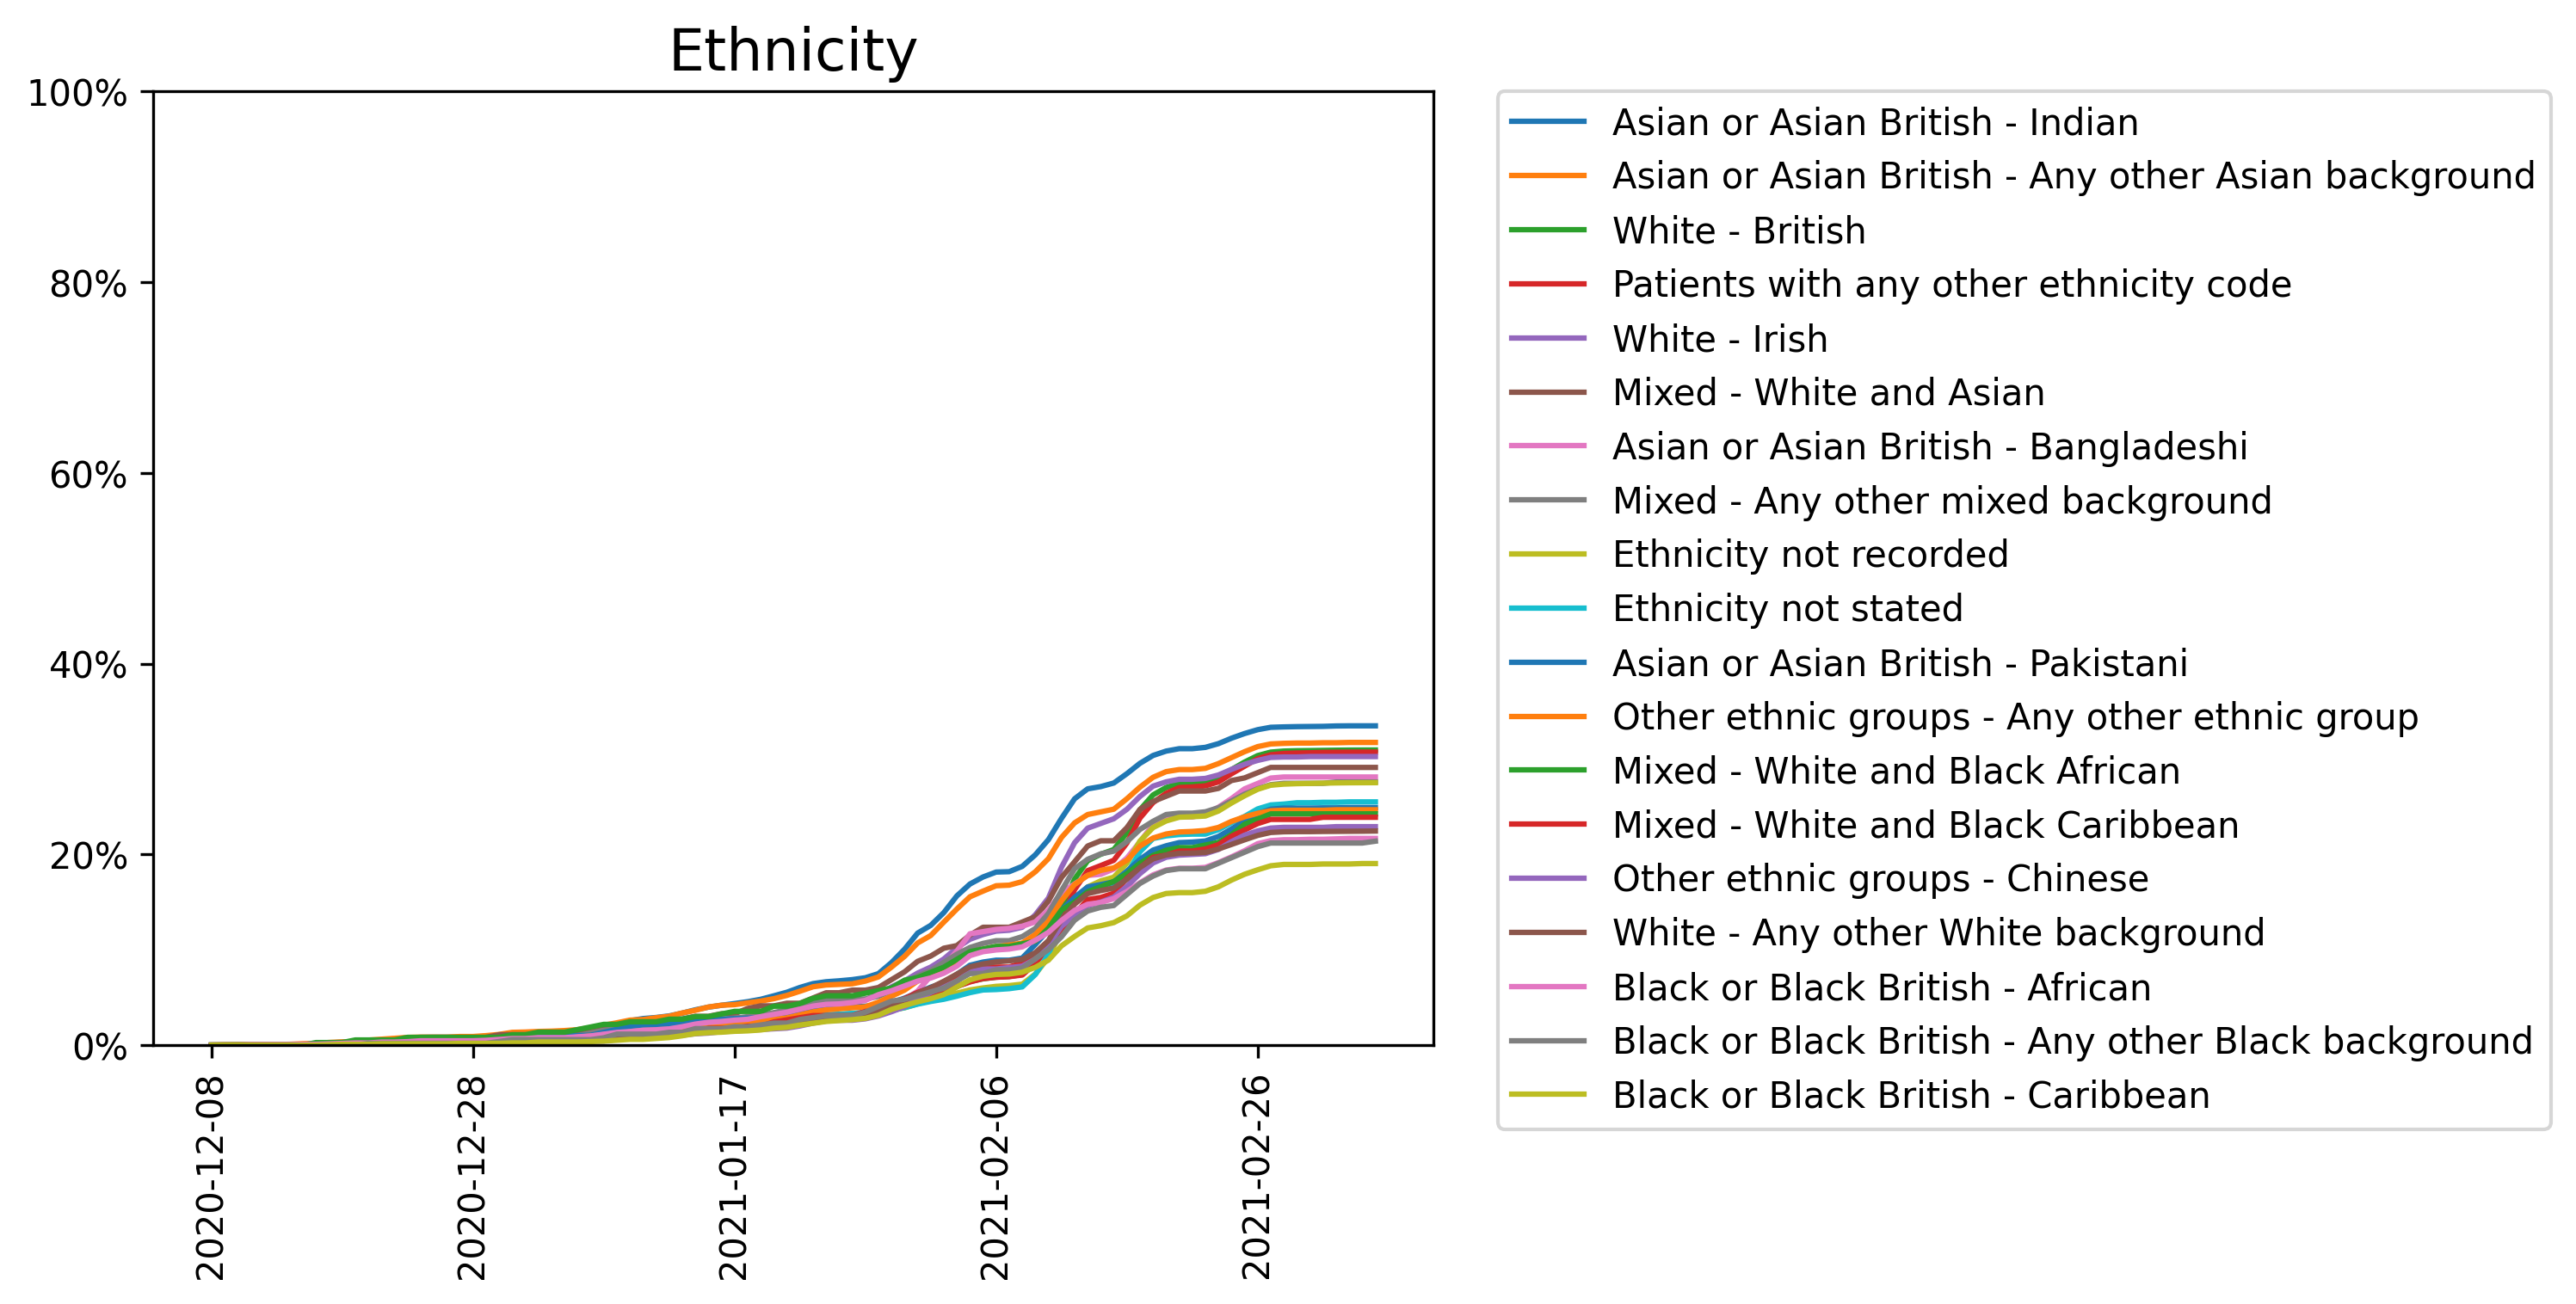 Ethnicity
100%
80%
60%
40%
20%
0%
2020-12-08
2020-12-28
2021-01-17
2021-02-06
2021-02-26
Asian or Asian British - Indian
Asian or Asian British - Any other Asian background
White - British
Patients with any other ethnicity code
White - Irish
Mixed - White and Asian
Asian or Asian British - Bangladeshi
Mixed - Any other mixed background
Ethnicity not recorded
Ethnicity not stated
Asian or Asian British - Pakistani
Other ethnic groups - Any other ethnic group
Mixed - White and Black African
Mixed - White and Black Caribbean
Other ethnic groups - Chinese
White - Any other White background
Black or Black British - African
Black or Black British - Any other Black background
Black or Black British - Caribbean